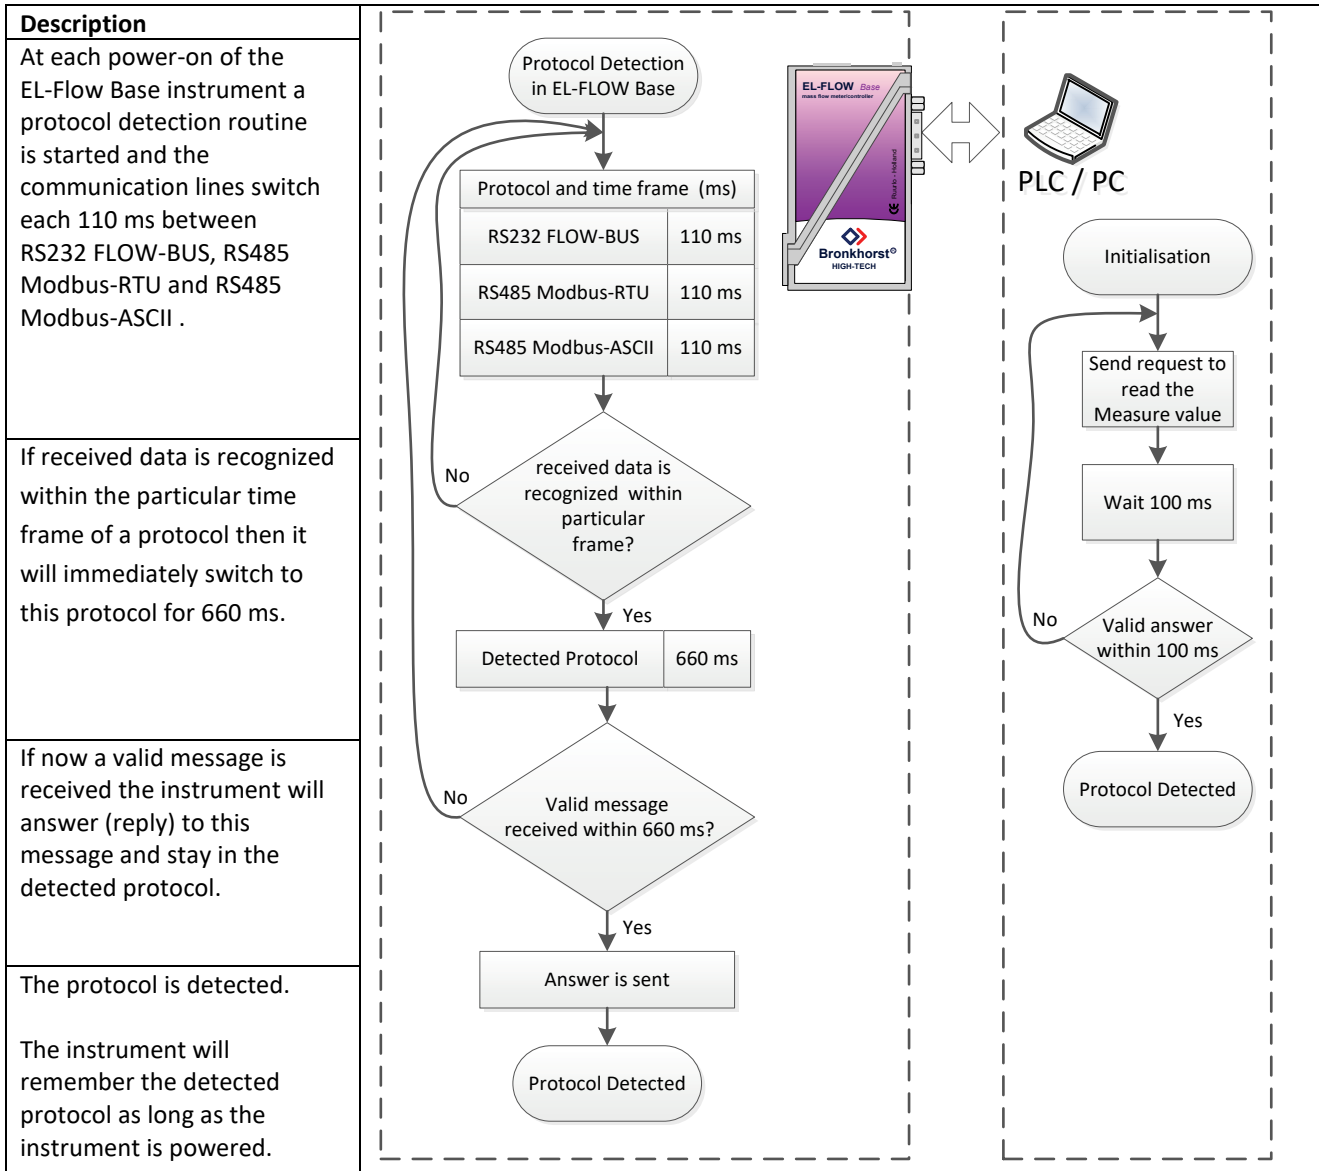 Description
At each power-on of the
EL-Flow Base instrument a
protocol detection routine
is started and the
communication lines switch
each 110 ms between
RS232 FLOW-BUS, RS485
Modbus-RTU and RS485
Modbus-ASCII .
If received data is recognized
within the particular time
frame of a protocol then it
will immediately switch to
this protocol for 660 ms.
If now a valid message is
received the instrument will
answer (reply) to this
message and stay in the
detected protocol.
The protocol is detected.
The instrument will
remember the detected
protocol as long as the
instrument is powered.
Protocol Detection
in EL-FLOW Base
Protocol and time frame (ms)
RS232 FLOW-BUS 110 ms
RS485 Modbus-RTU 110 ms
RS485 Modbus-ASCII 110 ms
No
received data is
recognized within
particular
frame?
Yes
Detected Protocol 660 ms
No
Valid message
received within 660 ms?
Yes
Answer is sent
Protocol Detected
EL-FLOW Base
mass flow meter/controller
CE Ruurlo - Holland
Bronkhorst®
HIGH-TECH
PLC / PC
Initialisation
Send request to
read the
Measure value
Wait 100 ms
No
Valid answer
within 100 ms
Yes
Protocol Detected